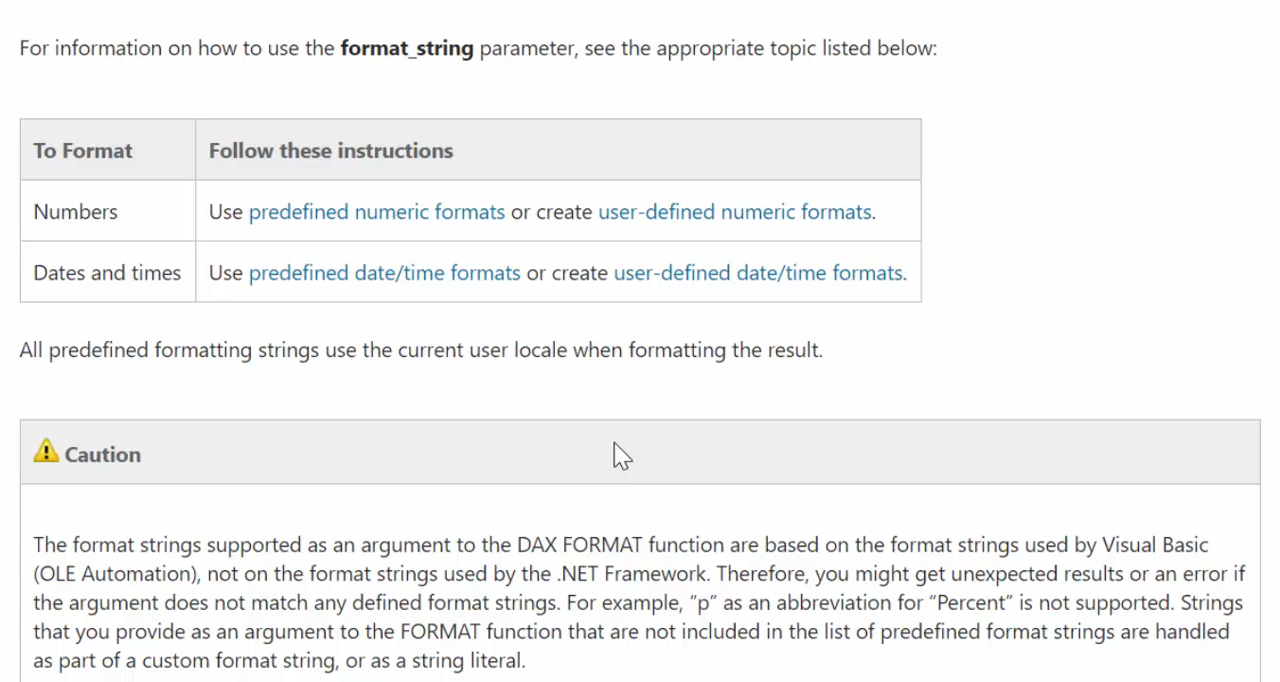 For information on how to use the format_string parameter, see the appropriate topic listed below:
To Format Follow these instructions
Numbers Use predefined numeric formats or create user-defined numeric formats.
Dates and times Use predefined date/time formats or create user-defined date/time formats.
All predefined formatting strings use the current user locale when formatting the result.
Caution
The format strings supported as an argument to the DAX FORMAT function are based on the format strings used by Visual Basic
(OLE Automation), not on the format strings used by the .NET Framework. Therefore, you might get unexpected results or an error if
the argument does not match any defined format strings. For example, “p” as an abbreviation for “Percent” is not supported. Strings
that you provide as an argument to the FORMAT function that are not included in the list of predefined format strings are handled
as part of a custom format string, or as a string literal.